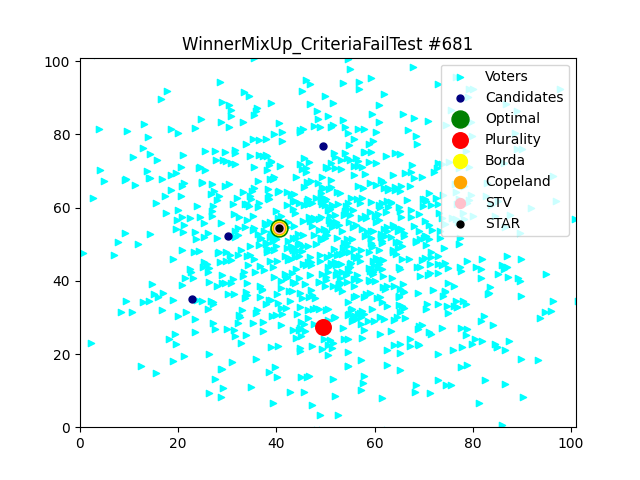 WinnerMixUp_CriteriaFailTest #681
100
80
60
40
20
0
0 20 40 60 80 100
Voters
Candidates
Optimal
Plurality
Borda
Copeland
STV
STAR